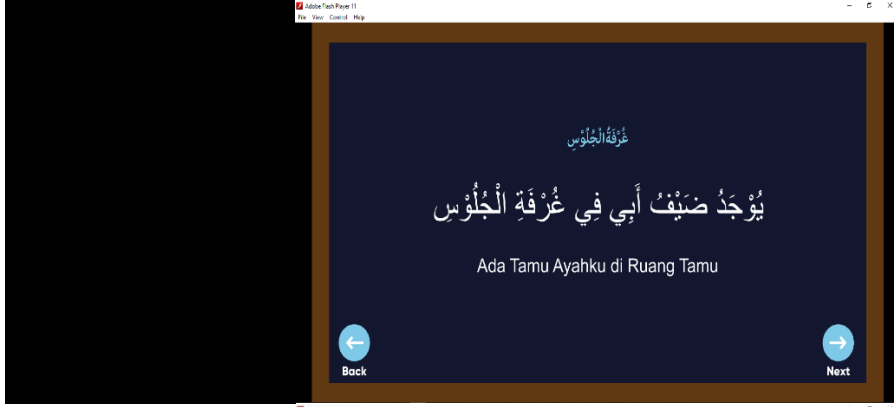 Adobe Flash Player 11
File View Control Help
غُرْفَةُالْجُلُوْسِ
يُوْجَدُ ضَيْفُ أَبِي فِي غُرْفَةِ الْجُلُوْسِ
Ada Tamu Ayahku di Ruang Tamu
Back
Next